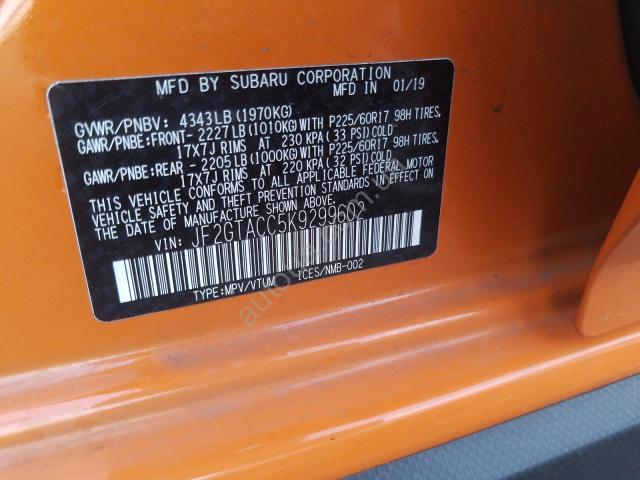 MFD BY SUBARU CORPORATION
MFD IN 01/19
GVWR/PNBV: 4343LB (1970KG)
GAWR/PNBE:FRONT- 2227LB (1010KG) WITH P225/60R17 98H TIRES,
17X7J RIMS AT 230 KPA (33 PSI) COLD
GAWR/PNBE:REAR - 2205LB (1000KG) WITH P225/60R17 98H TIRES,
17X7J RIMS AT 220 KPA (32 PSI) COLD
THIS VEHICLE CONFORMS TO ALL APPLICABLE FEDERAL MOTOR
VEHICLE SAFETY AND THEFT PREVENTION STANDARDS IN EFFECT ON
THE DATE OF MANUFACTURE SHOWN ABOVE.
VIN: JF2GTACC5K9299602
TYPE:MPV/VTUM ICES/NMB-002